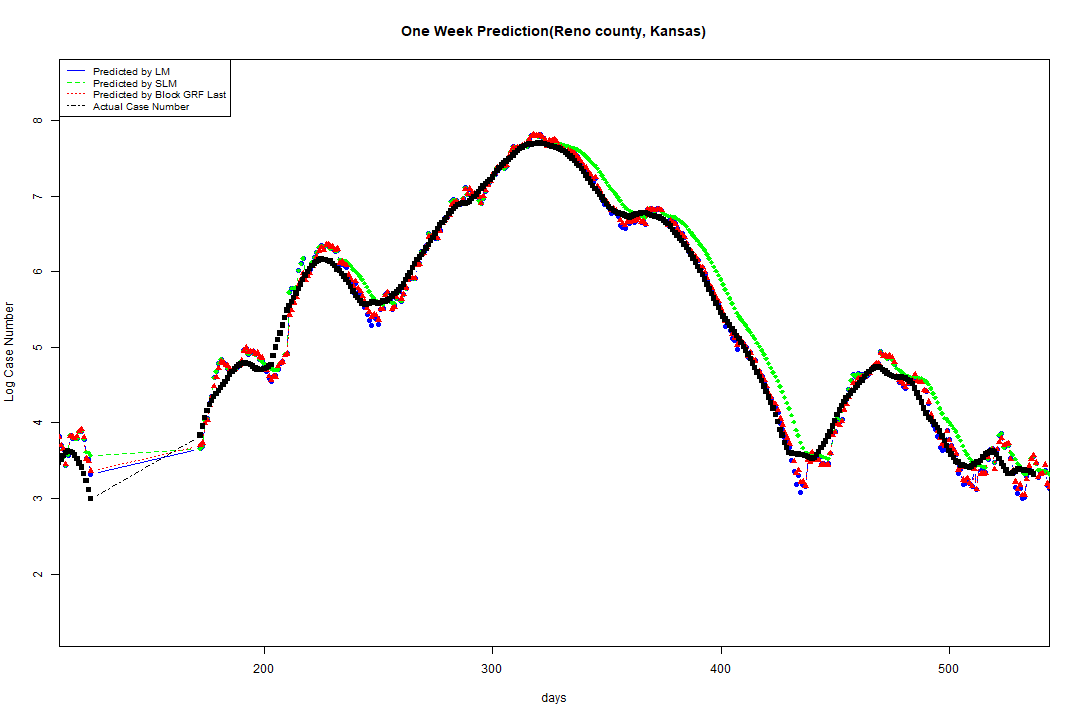 One Week Prediction(Reno county, Kansas)
Predicted by LM
Predicted by SLM
Predicted by Block GRF Last
Actual Case Number
Log Case Number
8
7
6
5
4
3
2
200 300 400 500
days